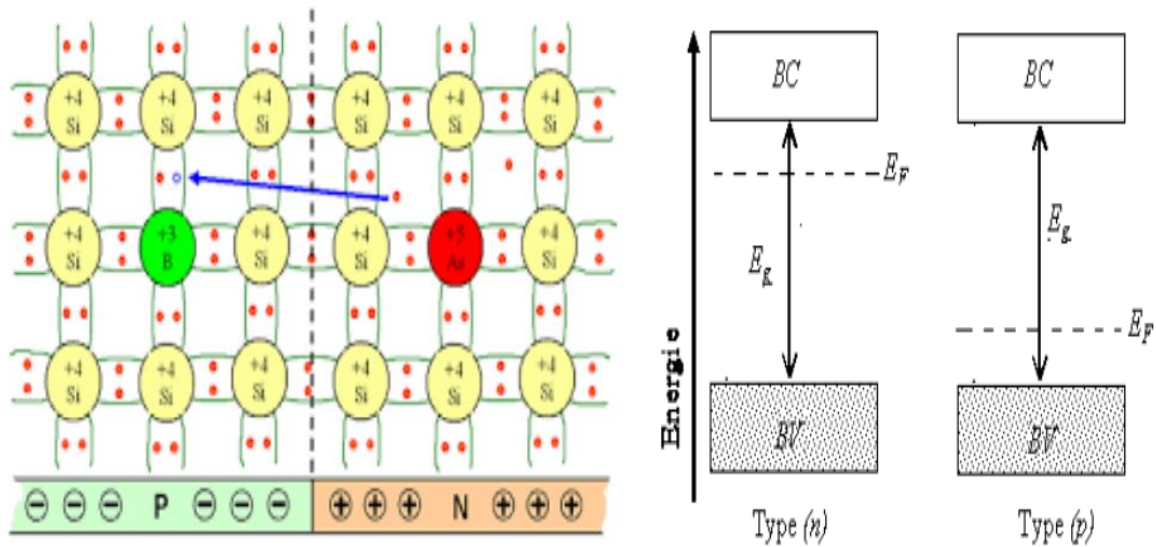 +4 Si +4 Si +4 Si +4 Si +4 Si +4 Si
+4 Si +3 B +4 Si +4 Si +5 As +4 Si
+4 Si +4 Si +4 Si +4 Si +4 Si +4 Si
⊖ ⊖ ⊖ P ⊖ ⊖ ⊖ ⊕ ⊕ ⊕ N ⊕ ⊕ ⊕
Energie
BC
E_F
E_g
BV
Type (n)
BC
E_g
E_F
BV
Type (p)